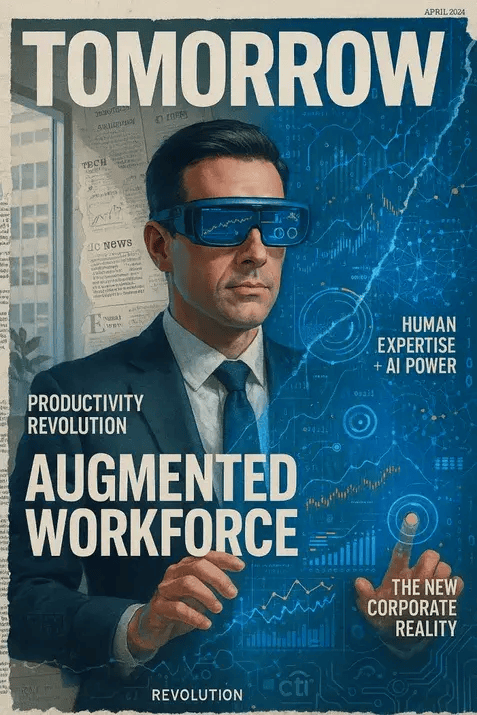 APRIL 2024
TOMORROW
TECH
NEWS
HUMAN
EXPERTISE
+ AI POWER
PRODUCTIVITY
REVOLUTION
AUGMENTED
WORKFORCE
THE NEW
CORPORATE
REALITY
REVOLUTION
cti